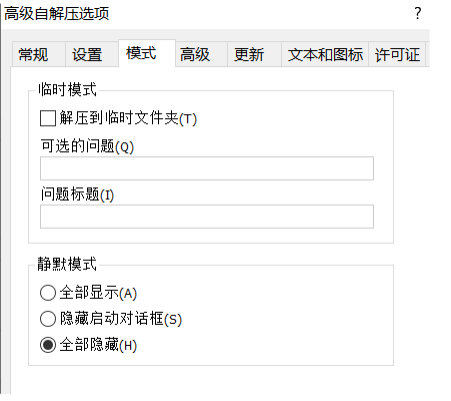 高级自解压选项 ?
常规 设置 模式 高级 更新 文本和图标 许可证
临时模式
解压到临时文件夹(T)
可选的问题(Q)
问题标题(I)
静默模式
全部显示(A)
隐藏启动对话框(S)
全部隐藏(H)